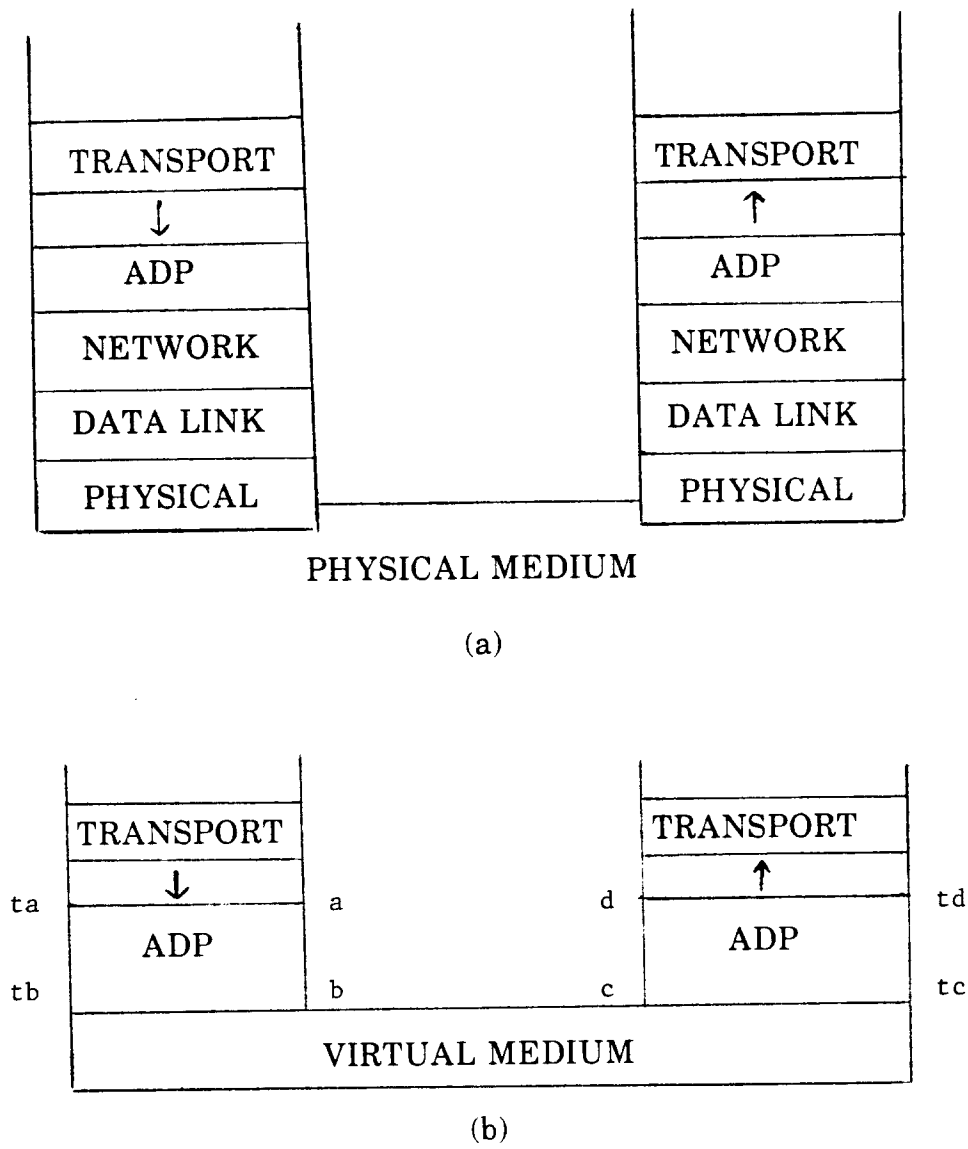 TRANSPORT
↓
ADP
NETWORK
DATA LINK
PHYSICAL
TRANSPORT
↑
ADP
NETWORK
DATA LINK
PHYSICAL
PHYSICAL MEDIUM
(a)
TRANSPORT
↓
ta a
ADP
tb b
TRANSPORT
↑
d td
ADP
c tc
VIRTUAL MEDIUM
(b)